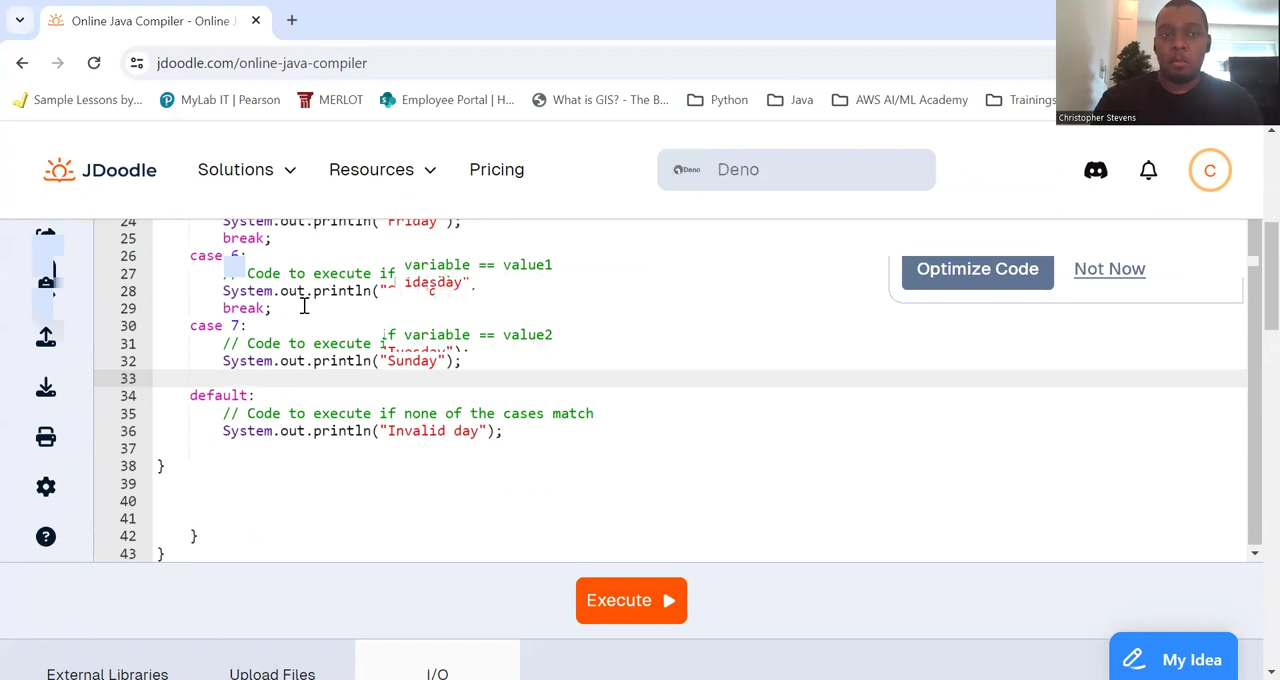 Online Java Compiler - Online J
jdoodle.com/online-java-compiler
Sample Lessons by... MyLab IT | Pearson MERLOT Employee Portal | H... What is GIS? - The B... Python Java AWS AI/ML Academy Trainings
Christopher Stevens
JDoodle Solutions Resources Pricing Deno Deno C
24 System.out.println("Friday");
25 break;
26 case 6:
variable == value1
27 // Code to execute if
28 System.out.println("
29 break;
30 case 7:
if variable == value2
31 // Code to execute
32 System.out.println("Sunday");
33
34 default:
35 // Code to execute if none of the cases match
36 System.out.println("Invalid day");
37
38 }
39
40
41
42 }
43 }
Optimize Code Not Now
Execute
External Libraries Upload Files I/O
My Idea